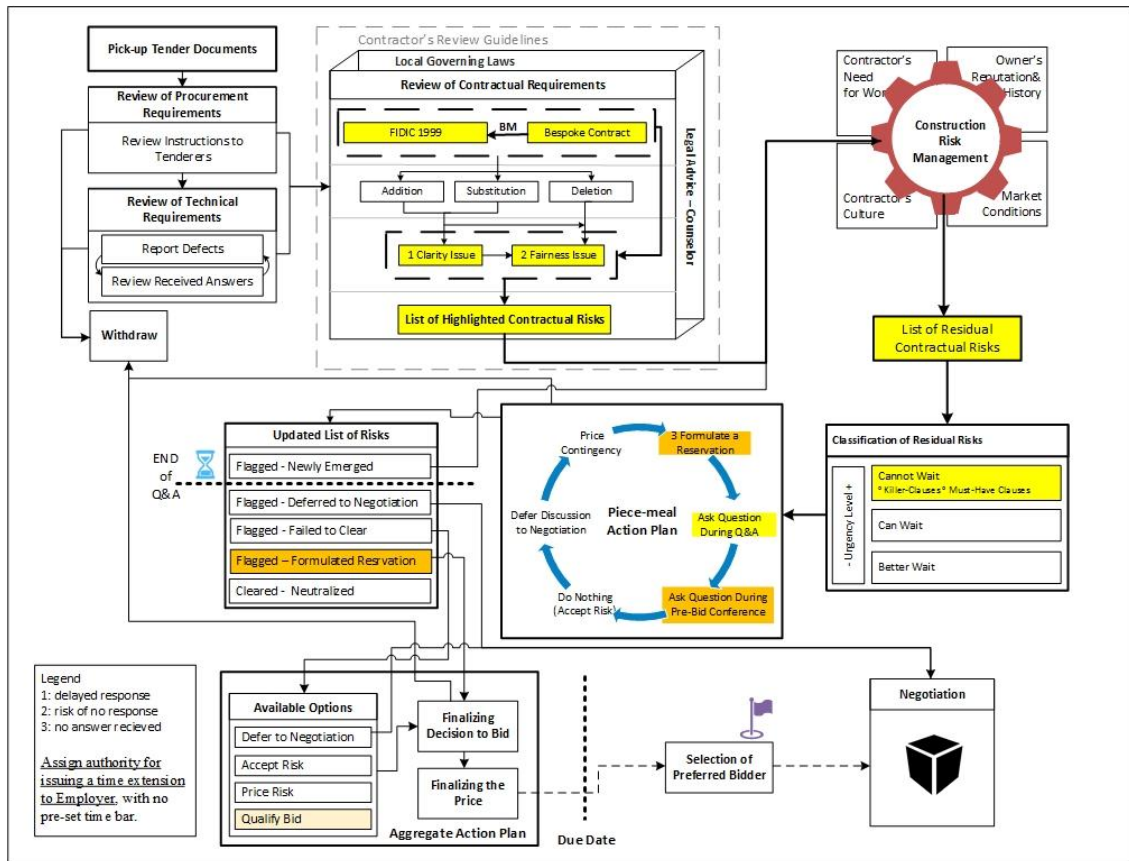 Pick-up Tender Documents
Review of Procurement
Requirements
Review Instructions to
Tenderers
Review of Technical
Requirements
Report Defects
Review Received Answers
Withdraw
Contractor's Review Guidelines
Local Governing Laws
Review of Contractual Requirements
FIDIC 1999
BM
Bespoke Contract
Addition
Substitution
Deletion
1 Clarity Issue
2 Fairness Issue
List of Highlighted Contractual Risks
Legal Advice – Counselor
Contractor's
Need
for Wor
Owner's
Reputation&
History
Construction
Risk
Management
Contractor's
Culture
Market
Conditions
List of Residual
Contractual Risks
Classification of Residual Risks
- Urgency Level +
Cannot Wait
* Killer-Clauses * Must-Have Clauses
Can Wait
Better Wait
Updated List of Risks
END
of
Q&A
Flagged - Newly Emerged
Flagged - Deferred to Negotiation
Flagged - Failed to Clear
Flagged – Formulated Resrvation
Cleared - Neutralized
Piece-meal
Action Plan
Price
Contingency
3 Formulate a
Reservation
Ask Question
During Q&A
Ask Question During
Pre-Bid Conference
Do Nothing
(Accept Risk)
Defer Discussion
to Negotiation
Legend
1: delayed response
2: risk of no response
3: no answer recieved
Assign authority for
issuing a time extension
to Employer, with no
pre-set time bar.
Available Options
Defer to Negotiation
Accept Risk
Price Risk
Qualify Bid
Finalizing
Decision to Bid
Finalizing the
Price
Aggregate Action Plan
Due Date
Selection of
Preferred Bidder
Negotiation